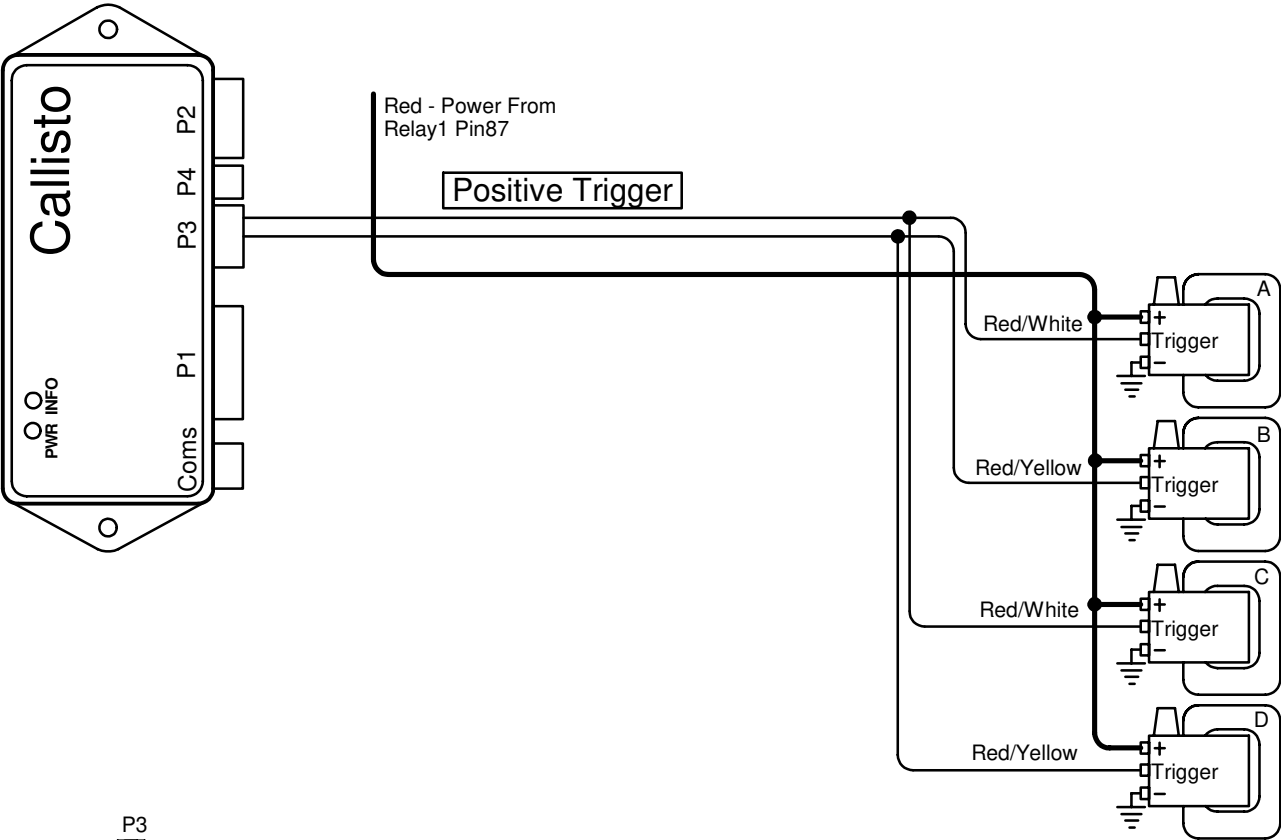 Callisto
P2
P4
P3
P1
Coms
PWR
INFO
Red - Power From
Relay1 Pin87
Positive Trigger
Red/White
A
+
Trigger
−
Red/Yellow
B
+
Trigger
−
Red/White
C
+
Trigger
−
Red/Yellow
D
+
Trigger
−
P3